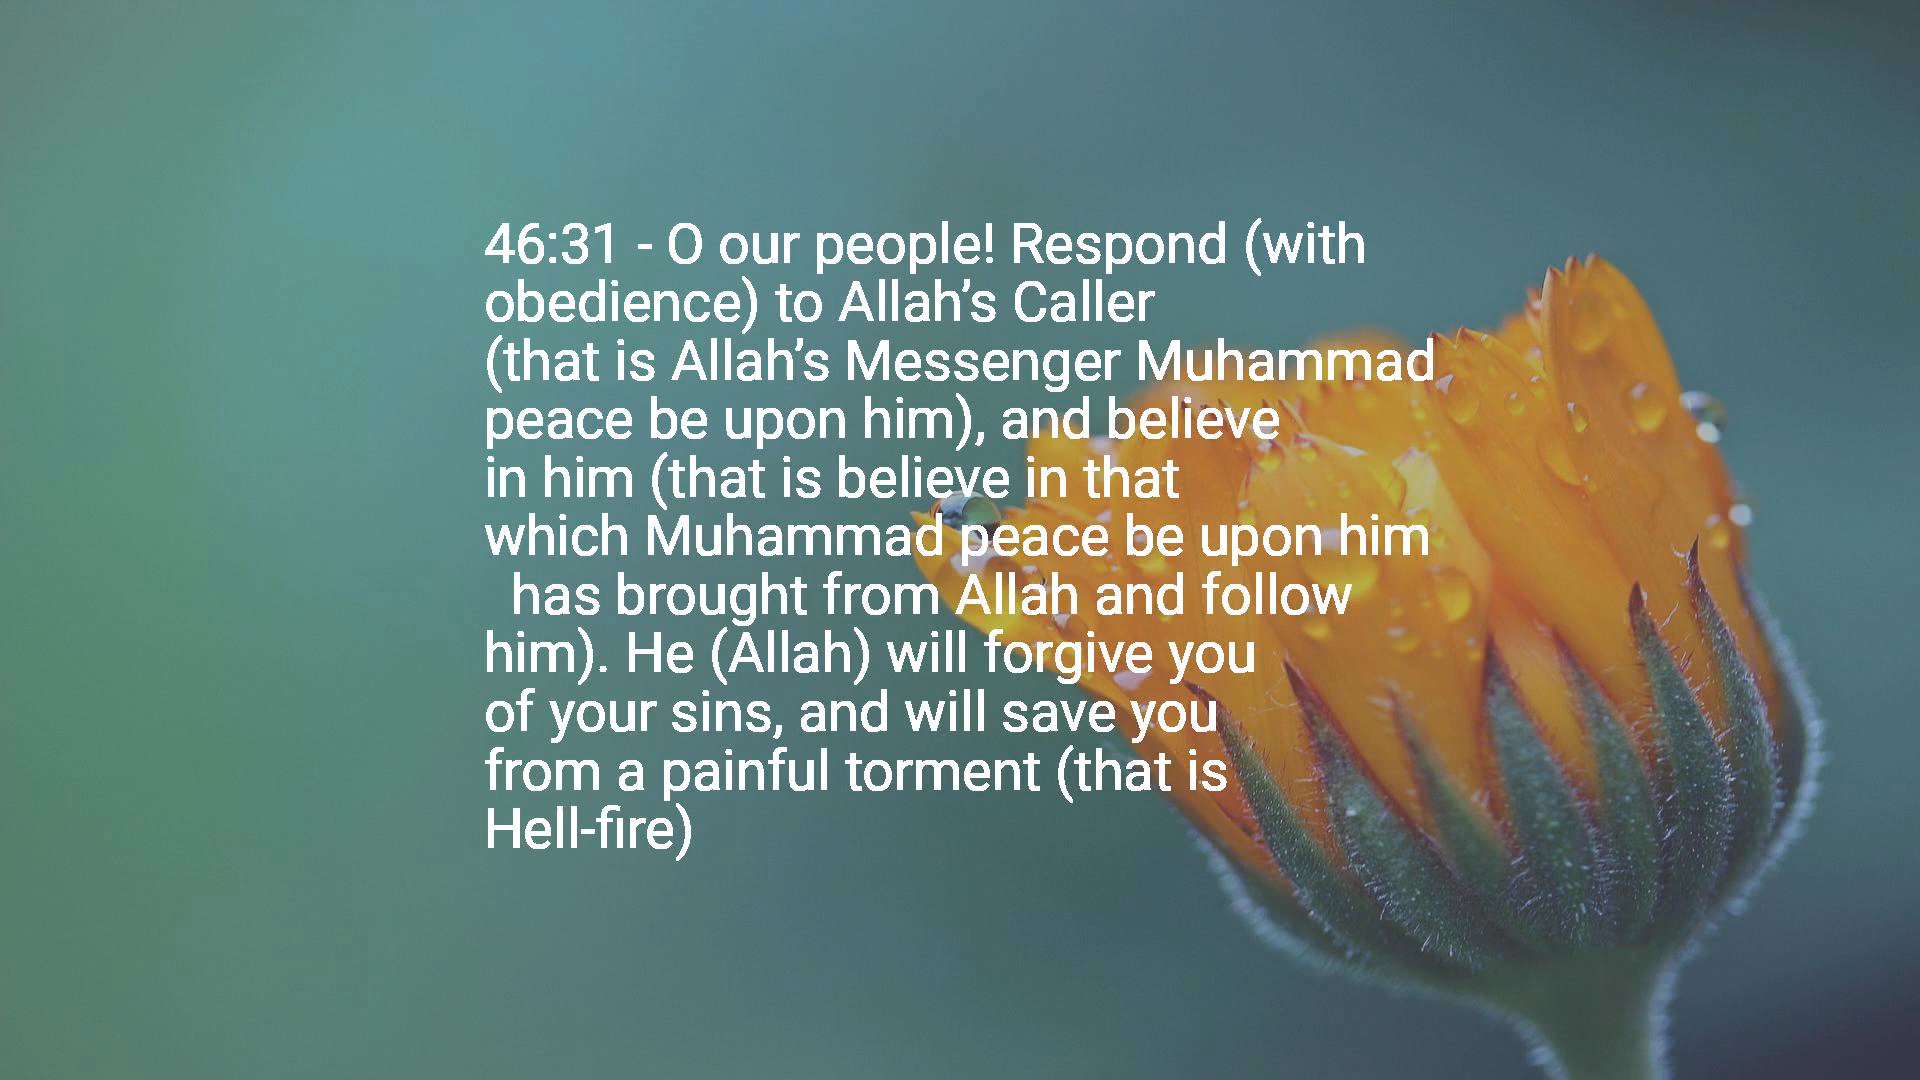 46:31 - O our people! Respond (with
obedience) to Allah’s Caller
(that is Allah’s Messenger Muhammad
peace be upon him), and believe
in him (that is believe in that
which Muhammad peace be upon him
has brought from Allah and follow
him). He (Allah) will forgive you
of your sins, and will save you
from a painful torment (that is
Hell-fire)